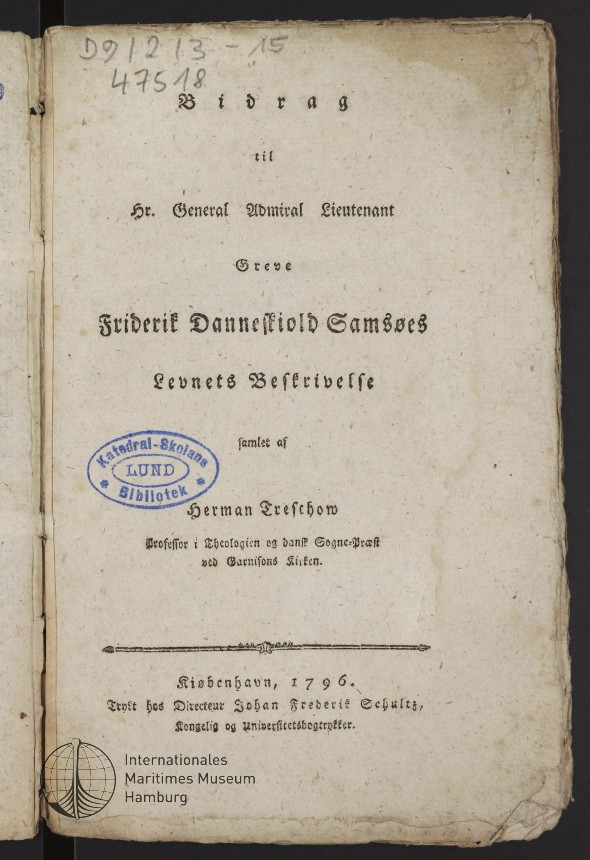 D9/213-15
47518
Bidrag
til
Hr. General Admiral Lieutenant
Greve
Friderik Danneskiold Samsøes
Levnets Beskrivelse
samlet af
Katedral-Skolans
LUND
Bibliotek
Herman Treschow
Professor i Theologien og dansk Sogne-Præst
ved Garnisons Kirken.
Kiøbenhavn, 1796.
Trykt hos Directeur Johan Frederik Schultz,
Kongelig og Universitetsbogtrykker.
Internationales
Maritimes Museum
Hamburg